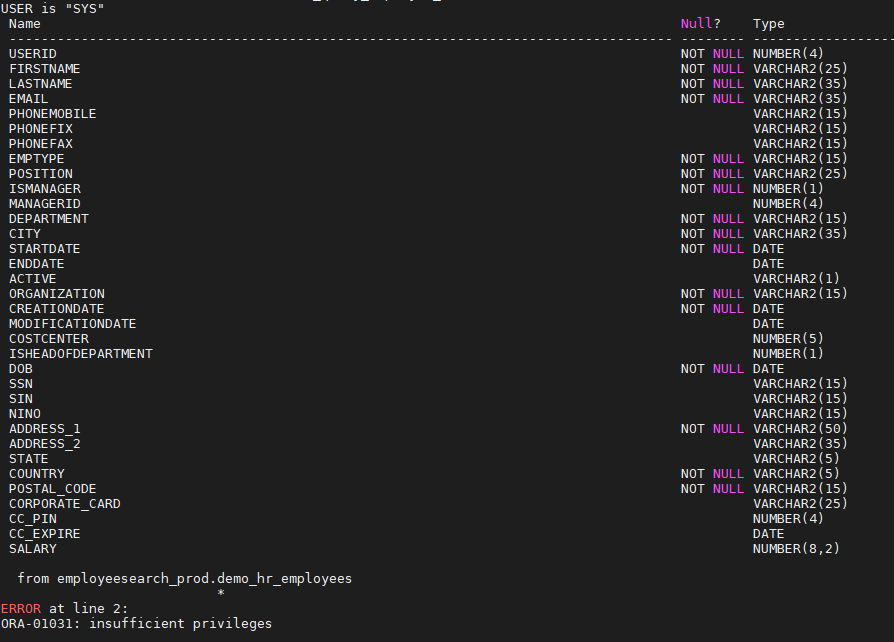 USER is "SYS"
Name Null? Type
----------------------------------------------------------------------------------- -------- ------------------
USERID NOT NULL NUMBER(4)
FIRSTNAME NOT NULL VARCHAR2(25)
LASTNAME NOT NULL VARCHAR2(35)
EMAIL NOT NULL VARCHAR2(35)
PHONEMOBILE VARCHAR2(15)
PHONEFIX VARCHAR2(15)
PHONEFAX VARCHAR2(15)
EMPTYPE NOT NULL VARCHAR2(15)
POSITION NOT NULL VARCHAR2(25)
ISMANAGER NOT NULL NUMBER(1)
MANAGERID NUMBER(4)
DEPARTMENT NOT NULL VARCHAR2(15)
CITY NOT NULL VARCHAR2(35)
STARTDATE NOT NULL DATE
ENDDATE DATE
ACTIVE VARCHAR2(1)
ORGANIZATION NOT NULL VARCHAR2(15)
CREATIONDATE NOT NULL DATE
MODIFICATIONDATE DATE
COSTCENTER NUMBER(5)
ISHEADOFDEPARTMENT NUMBER(1)
DOB NOT NULL DATE
SSN VARCHAR2(15)
SIN VARCHAR2(15)
NINO VARCHAR2(15)
ADDRESS_1 NOT NULL VARCHAR2(50)
ADDRESS_2 VARCHAR2(35)
STATE VARCHAR2(5)
COUNTRY NOT NULL VARCHAR2(5)
POSTAL_CODE NOT NULL VARCHAR2(15)
CORPORATE_CARD VARCHAR2(25)
CC_PIN NUMBER(4)
CC_EXPIRE DATE
SALARY NUMBER(8,2)
from employeesearch_prod.demo_hr_employees
*
ERROR at line 2:
ORA-01031: insufficient privileges